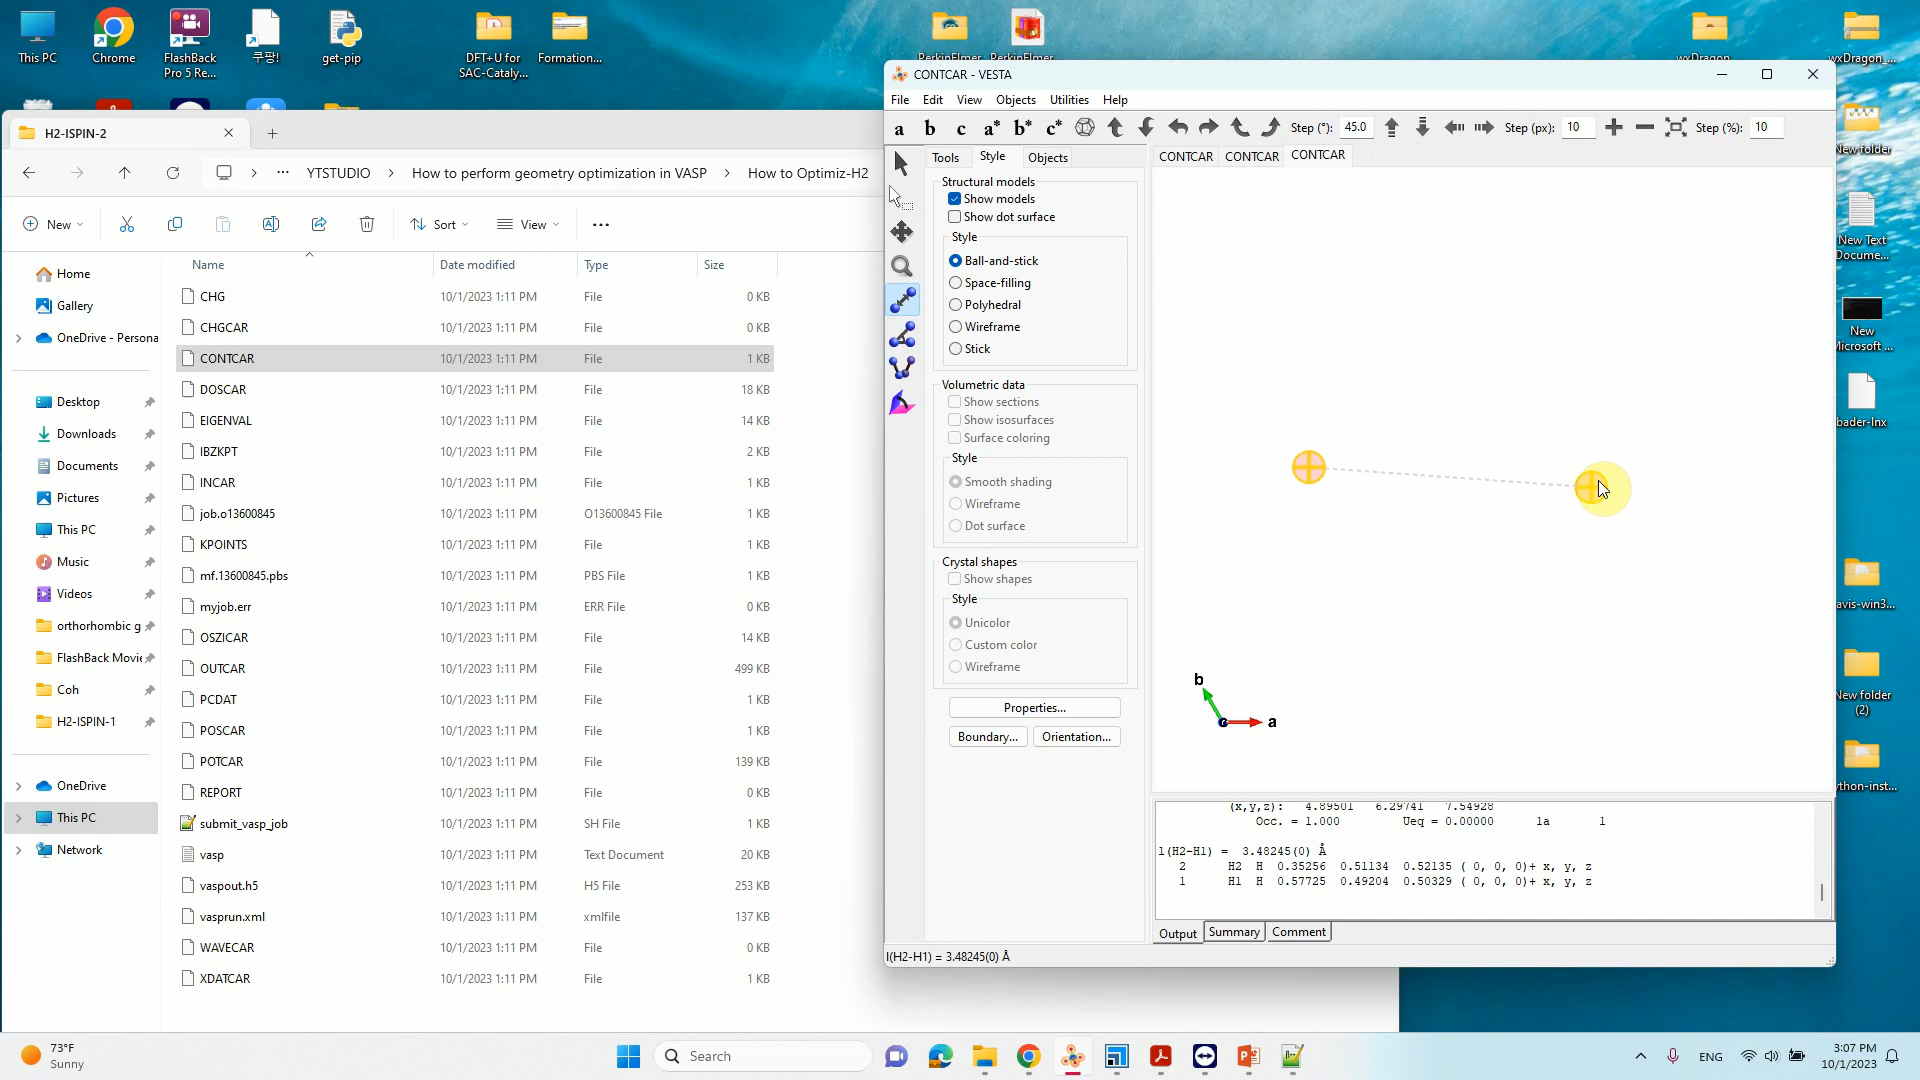 This PC
Chrome
FlashBack
Pro 5 Re...
쿠팡!
get-pip
DFT+U for
SAC-Cataly...
Formation...
PerkinElmer
PerkinElmer
wxDragon
wxDragon_...
CONTCAR - VESTA
File Edit View Objects Utilities Help
a b c a* b* c* Step (°): 45.0 Step (px): 10 Step (%): 10
H2-ISPIN-2
... YTSTUDIO > How to perform geometry optimization in VASP > How to Optimiz-H2
New Sort View ...
Name Date modified Type Size
Home
Gallery
OneDrive - Persona
Desktop
Downloads
Documents
Pictures
This PC
Music
Videos
orthorhombic g
FlashBack Movie
Coh
H2-ISPIN-1
OneDrive
This PC
Network
CHG 10/1/2023 1:11 PM File 0 KB
CHGCAR 10/1/2023 1:11 PM File 0 KB
CONTCAR 10/1/2023 1:11 PM File 1 KB
DOSCAR 10/1/2023 1:11 PM File 18 KB
EIGENVAL 10/1/2023 1:11 PM File 14 KB
IBZKPT 10/1/2023 1:11 PM File 2 KB
INCAR 10/1/2023 1:11 PM File 1 KB
job.o13600845 10/1/2023 1:11 PM O13600845 File 1 KB
KPOINTS 10/1/2023 1:11 PM File 1 KB
mf.13600845.pbs 10/1/2023 1:11 PM PBS File 1 KB
myjob.err 10/1/2023 1:11 PM ERR File 0 KB
OSZICAR 10/1/2023 1:11 PM File 14 KB
OUTCAR 10/1/2023 1:11 PM File 499 KB
PCDAT 10/1/2023 1:11 PM File 1 KB
POSCAR 10/1/2023 1:11 PM File 1 KB
POTCAR 10/1/2023 1:11 PM File 139 KB
REPORT 10/1/2023 1:11 PM File 0 KB
submit_vasp_job 10/1/2023 1:11 PM SH File 1 KB
vasp 10/1/2023 1:11 PM Text Document 20 KB
vaspout.h5 10/1/2023 1:11 PM H5 File 253 KB
vasprun.xml 10/1/2023 1:11 PM xmlfile 137 KB
WAVECAR 10/1/2023 1:11 PM File 0 KB
XDATCAR 10/1/2023 1:11 PM File 1 KB
Tools Style Objects
Structural models
Show models
Show dot surface
Style
Ball-and-stick
Space-filling
Polyhedral
Wireframe
Stick
Volumetric data
Show sections
Show isosurfaces
Surface coloring
Style
Smooth shading
Wireframe
Dot surface
Crystal shapes
Show shapes
Style
Unicolor
Custom color
Wireframe
Properties...
Boundary... Orientation...
CONTCAR CONTCAR CONTCAR
b
c
a
(x,y,z): 4.89501 6.29741 7.54928
Occ. = 1.000 Ueq = 0.00000 1a 1
l(H2-H1) = 3.48245(0) Å
2 H2 H 0.35256 0.51134 0.52135 ( 0, 0, 0)+ x, y, z
1 H1 H 0.57725 0.49204 0.50329 ( 0, 0, 0)+ x, y, z
Output Summary Comment
l(H2-H1) = 3.48245(0) Å
New folder
New Text
Docume...
New
Microsoft ...
New folder
(2)
73°F
Sunny
Search
ENG
3:07 PM
10/1/2023